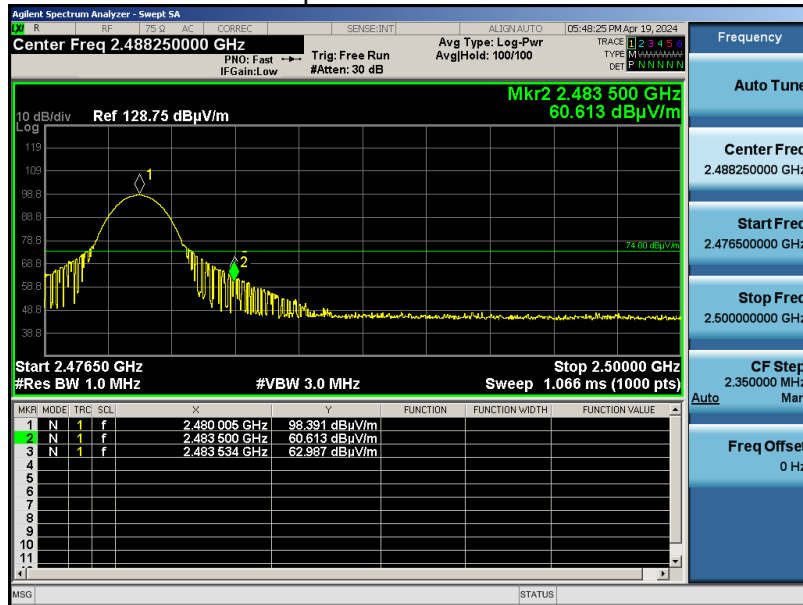 Agilent Spectrum Analyzer - Swept SA
LXI R RF 75 Ω AC CORREC SENSE:INT ALIGN AUTO 05:48:25 PM Apr 19, 2024
Center Freq 2.488250000 GHz
PNO: Fast
IFGain:Low
Trig: Free Run
#Atten: 30 dB
Avg Type: Log-Pwr
Avg|Hold: 100/100
TRACE 1 2 3 4 5 6
TYPE M
DET P N N N N N
Mkr2 2.483 500 GHz
60.613 dBµV/m
10 dB/div Ref 128.75 dBµV/m
Log
119
109
98.8
88.8
78.8
68.8
58.8
48.8
38.8
1
2
74.00 dBµV/m
Start 2.47650 GHz Stop 2.50000 GHz
#Res BW 1.0 MHz #VBW 3.0 MHz Sweep 1.066 ms (1000 pts)
MKR MODE TRC SCL X Y FUNCTION FUNCTION WIDTH FUNCTION VALUE
1 N 1 f 2.480 005 GHz 98.391 dBµV/m
2 N 1 f 2.483 500 GHz 60.613 dBµV/m
3 N 1 f 2.483 534 GHz 62.987 dBµV/m
4
5
6
7
8
9
10
11
MSG STATUS
Frequency
Auto Tune
Center Freq
2.488250000 GHz
Start Freq
2.476500000 GHz
Stop Freq
2.500000000 GHz
CF Step
2.350000 MHz
Auto Man
Freq Offset
0 Hz